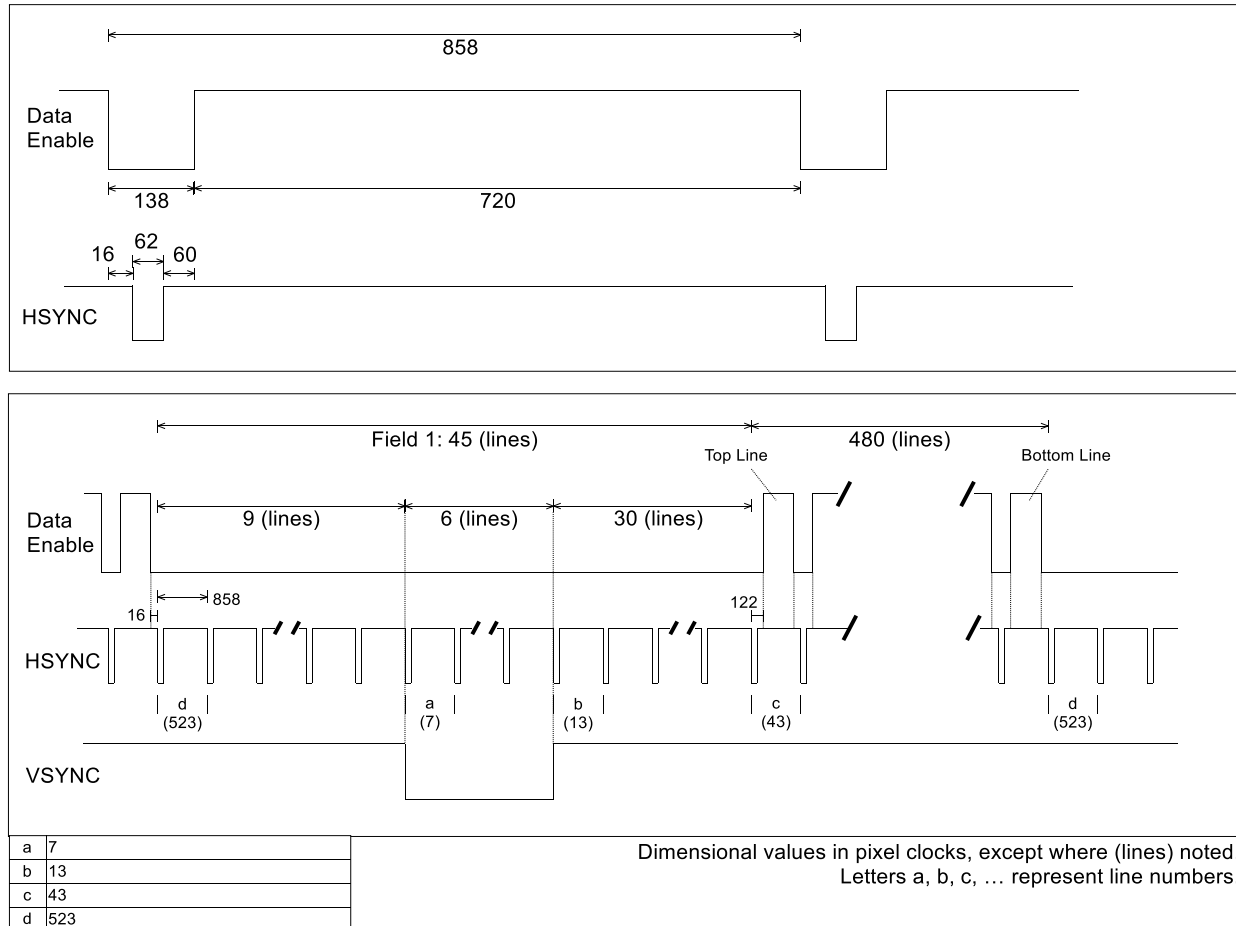 858
Data
Enable
138
720
16
62
60
HSYNC
Field 1: 45 (lines)
480 (lines)
Top Line
Bottom Line
9 (lines)
6 (lines)
30 (lines)
Data
Enable
16
858
122
HSYNC
d
(523)
a
(7)
b
(13)
c
(43)
d
(523)
VSYNC
a 7
b 13
c 43
d 523
Dimensional values in pixel clocks, except where (lines) noted
Letters a, b, c, … represent line numbers